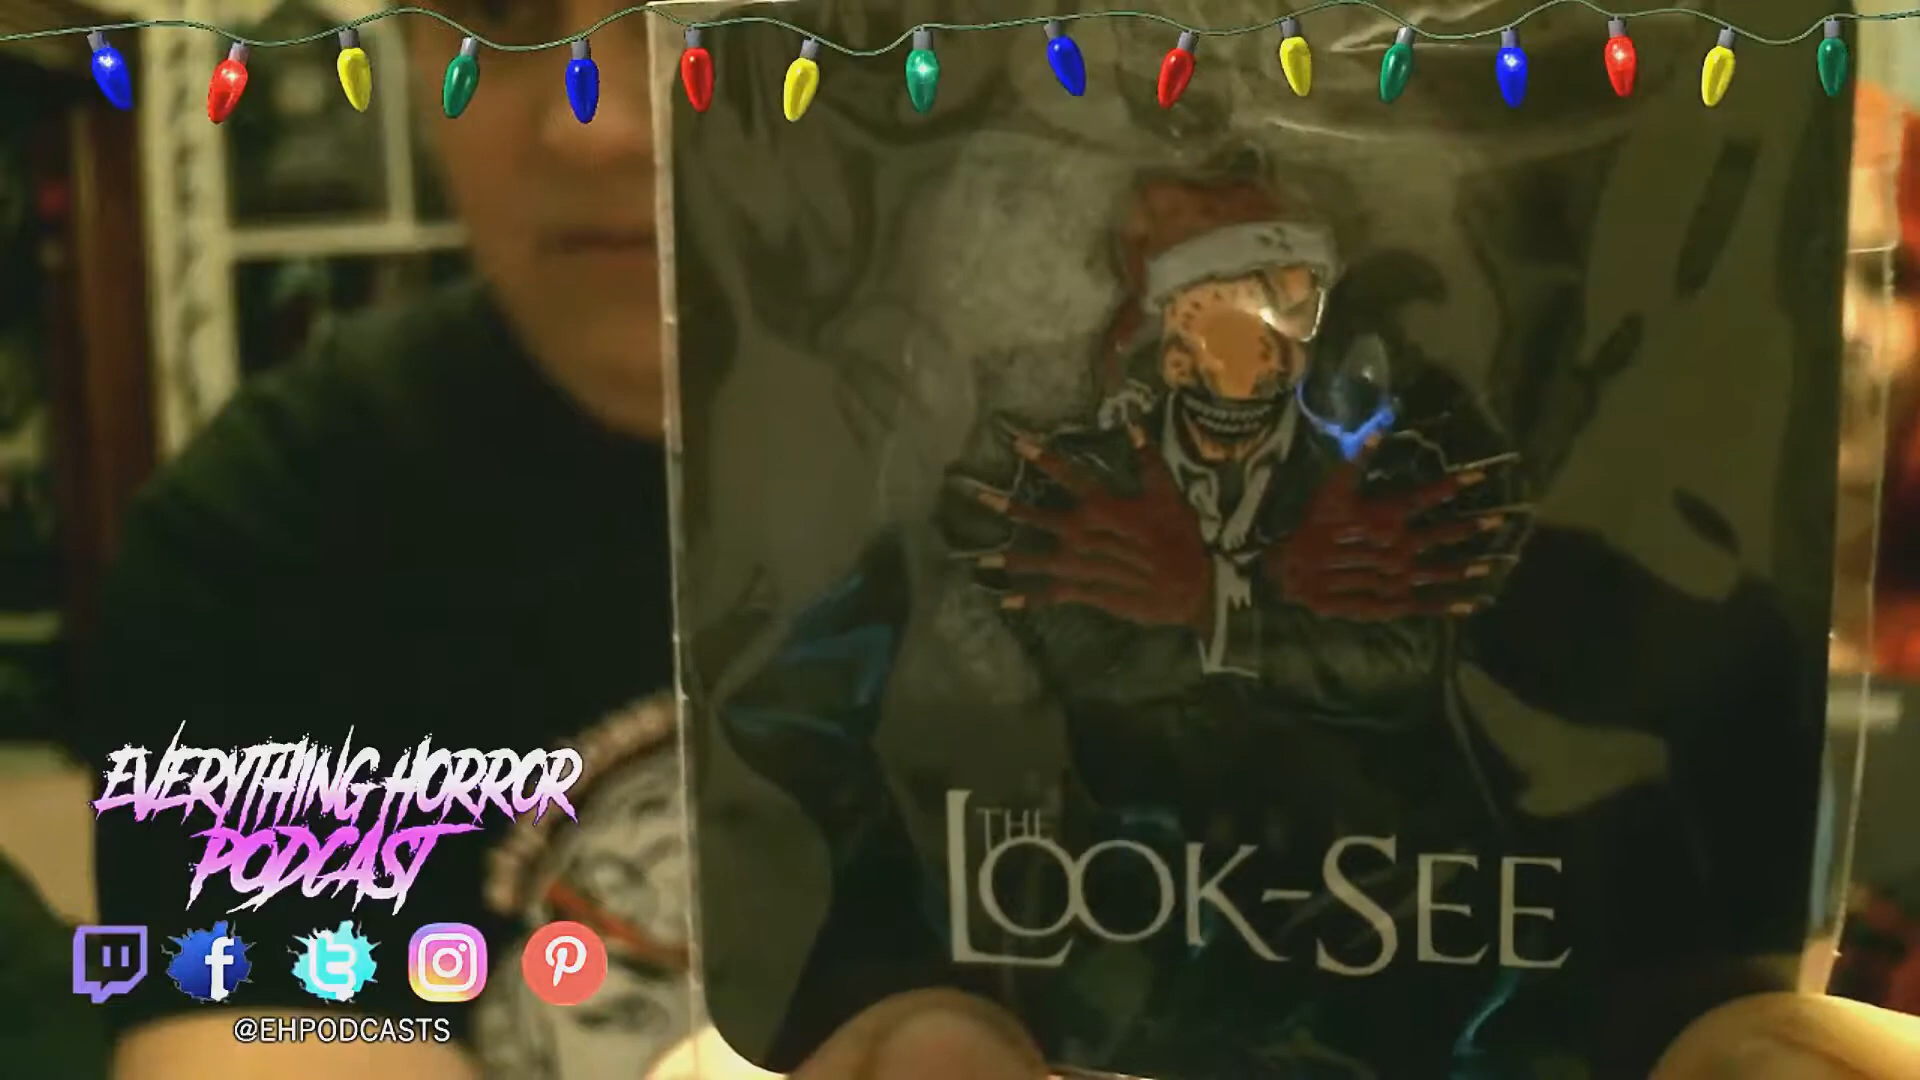 THE
LOOK-SEE
EVERYTHING HORROR
PODCAST
@EHPODCASTS